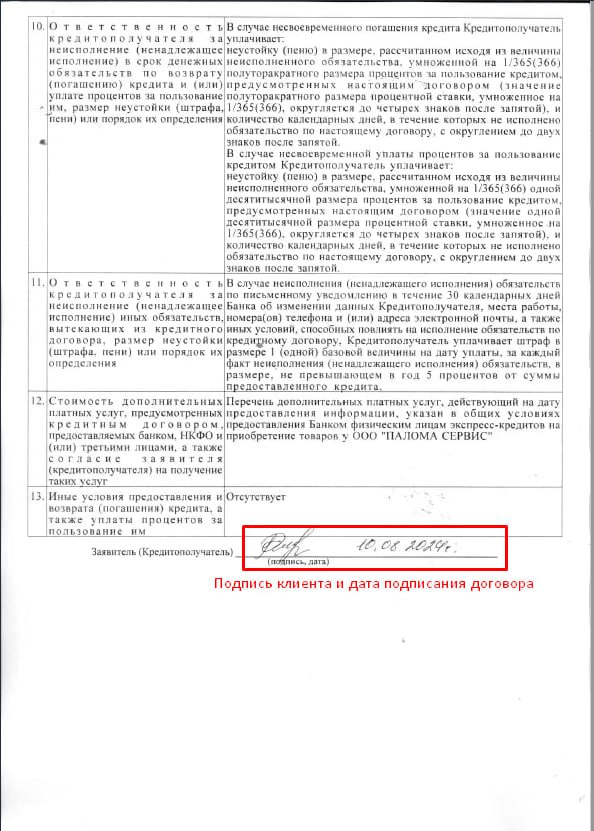 10. Ответственность кредитополучателя за неисполнение (ненадлежащее исполнение) в срок денежных обязательств по возврату (погашению) кредита и (или) уплате процентов за пользование им, размер неустойки (штрафа, пени) или порядок их определения
В случае несвоевременного погашения кредита Кредитополучатель
уплачивает:
неустойку (пеню) в размере, рассчитанном исходя из величины
неисполненного обязательства, умноженной на 1/365(366)
полуторакратного размера процентов за пользование кредитом,
предусмотренных настоящим договором (значение
полуторакратного размера процентной ставки, умноженное на
1/365(366), округляется до четырех знаков после запятой), и
количество календарных дней, в течение которых не исполнено
обязательство по настоящему договору, с округлением до двух
знаков после запятой.
В случае несвоевременной уплаты процентов за пользование
кредитом Кредитополучатель уплачивает:
неустойку (пеню) в размере, рассчитанном исходя из величины
неисполненного обязательства, умноженной на 1/365(366) одной
десятитысячной размера процентов за пользование кредитом,
предусмотренных настоящим договором (значение одной
десятитысячной размера процентной ставки, умноженное на
1/365(366), округляется до четырех знаков после запятой), и
количество календарных дней, в течение которых не исполнено
обязательство по настоящему договору, с округлением до двух
знаков после запятой.
11. Ответственность
кредитополучателя за
неисполнение (ненадлежащее
исполнение) иных обязательств,
вытекающих из кредитного
договора, размер неустойки
(штрафа, пени) или порядок их
определения
В случае неисполнения (ненадлежащего исполнения) обязательств
по письменному уведомлению в течение 30 календарных дней
Банка об изменении данных Кредитополучателя, места работы,
номера(ов) телефона и (или) адреса электронной почты, а также
иных условий, способных повлиять на исполнение обязательств по
кредитному договору, Кредитополучатель уплачивает штраф в
размере 1 (одной) базовой величины на дату уплаты, за каждый
факт неисполнения (ненадлежащего исполнения) обязательств, в
размере, не превышающем в год 5 процентов от суммы
предоставленного кредита.
12. Стоимость дополнительных
платных услуг, предусмотренных
кредитным договором,
предоставляемых банком, НКФО и
(или) третьими лицами, а также
согласие заявителя
(кредитополучателя) на получение
таких услуг
Перечень дополнительных платных услуг, действующий на дату
предоставления информации, указан в общих условиях
предоставления Банком физическим лицам экспресс-кредитов на
приобретение товаров у ООО "ПАЛОМА СЕРВИС"
13. Иные условия предоставления и
возврата (погашения) кредита, а
также уплаты процентов за
пользование им
Отсутствует
Заявитель (Кредитополучатель) 10.08.2024г.
(подпись, дата)
Подпись клиента и дата подписания договора